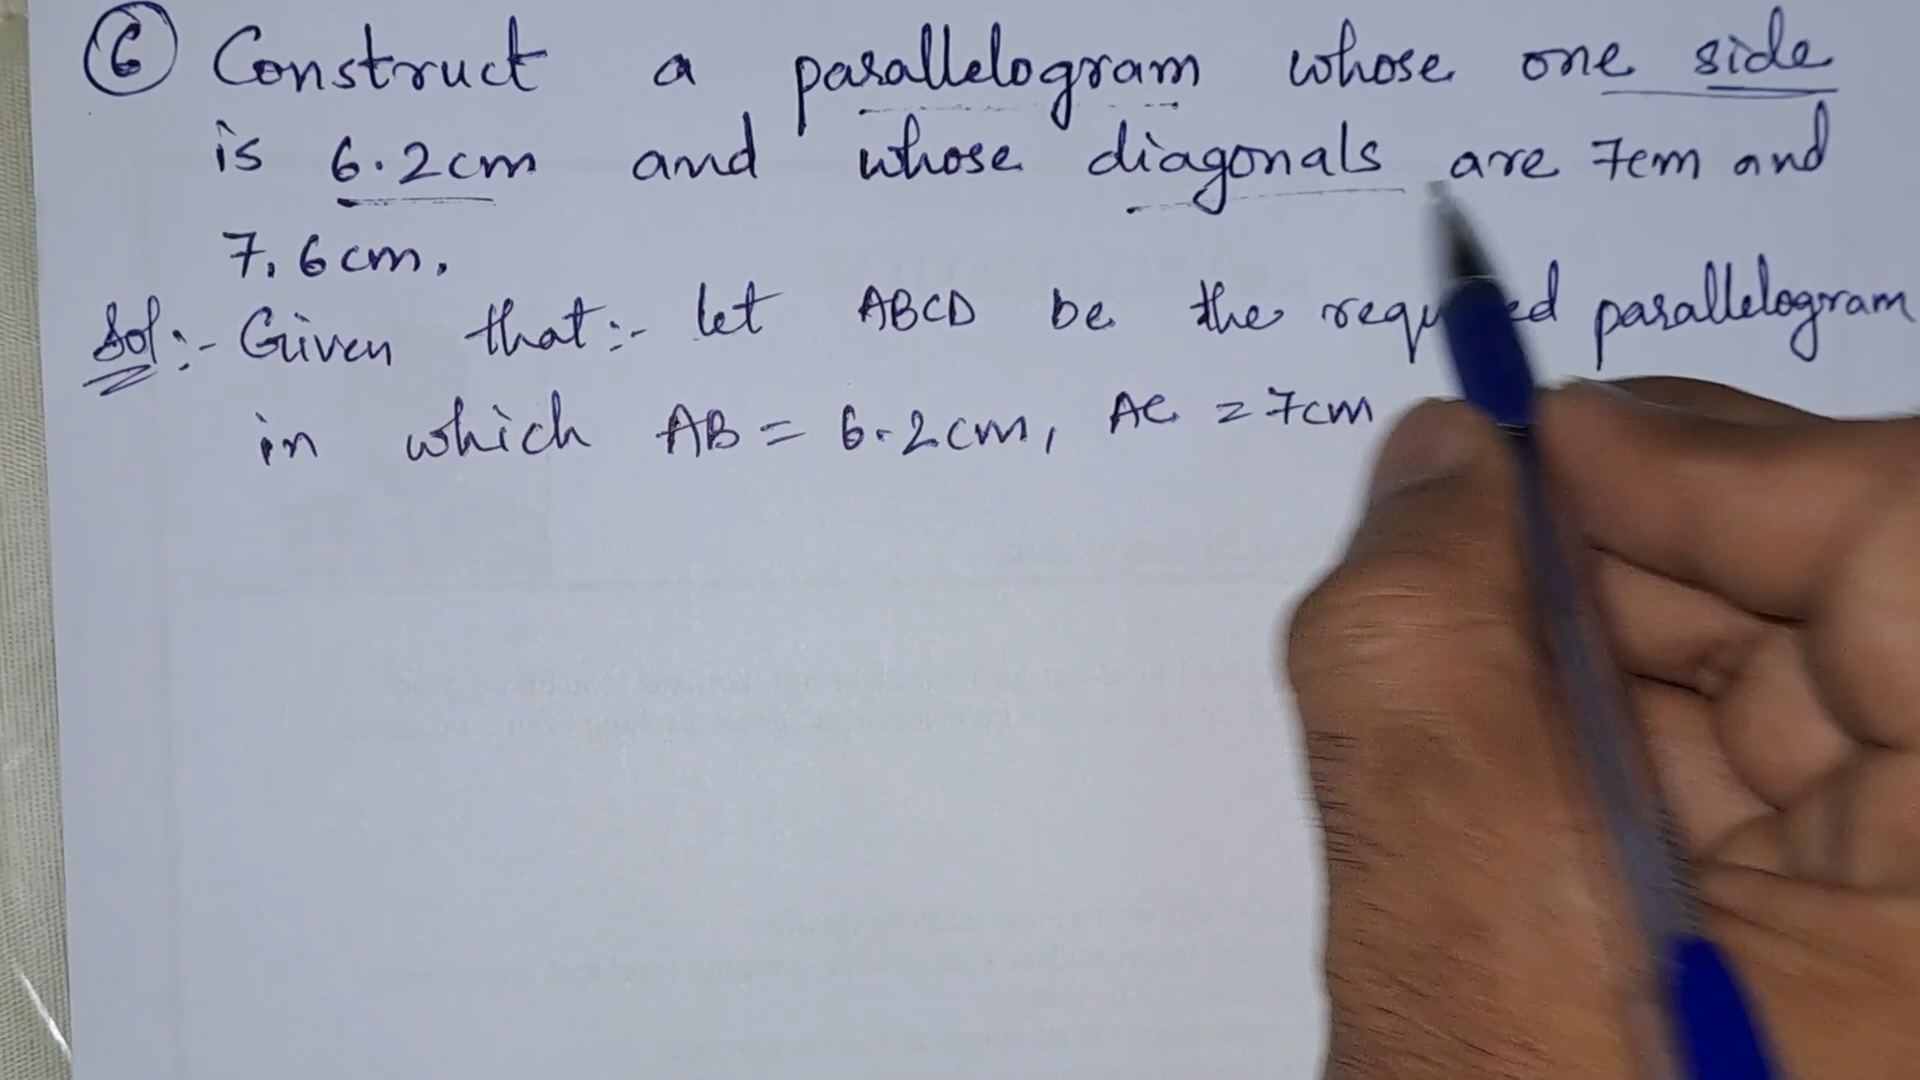 6 Construct a parallelogram whose one side
is 6.2cm and whose diagonals are 7cm and
7.6cm.
Sol:- Given that:- let ABCD be the parallelogram
in which AB = 6.2cm, AC = 7cm